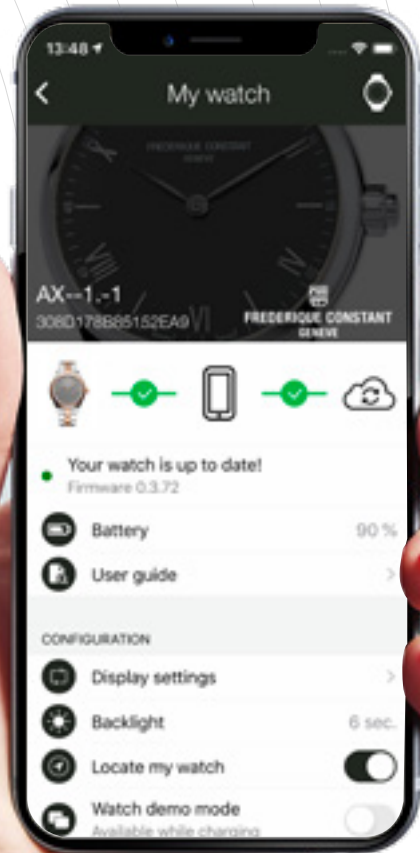 13:48
My watch
FREDERIQUE CONSTANT
GENEVE
AX--1.-1
308D178B85152EA9
FREDERIQUE CONSTANT
GENEVE
Your watch is up to date!
Firmware 0.3.72
Battery 90 %
User guide
CONFIGURATION
Display settings
Backlight 6 sec.
Locate my watch
Watch demo mode
Available while charging